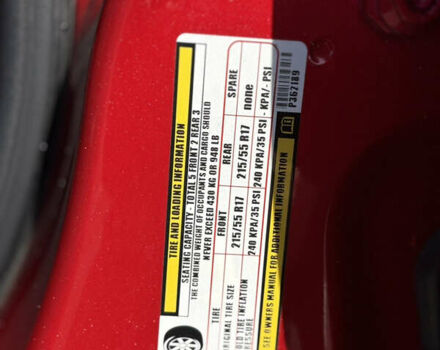 TIRE AND LOADING INFORMATION
SEATING CAPACITY - TOTAL 5 FRONT 2 REAR 3
THE COMBINED WEIGHT OF OCCUPANTS AND CARGO SHOULD
NEVER EXCEED 430 KG OR 948 LB
TIRE FRONT REAR SPARE
ORIGINAL TIRE SIZE 215/55 R17 215/55 R17 none
COLD TIRE INFLATION
PRESSURE 240 KPA/35 PSI 240 KPA/35 PSI - KPA/- PSI
SEE OWNERS MANUAL FOR ADDITIONAL INFORMATION
P362189